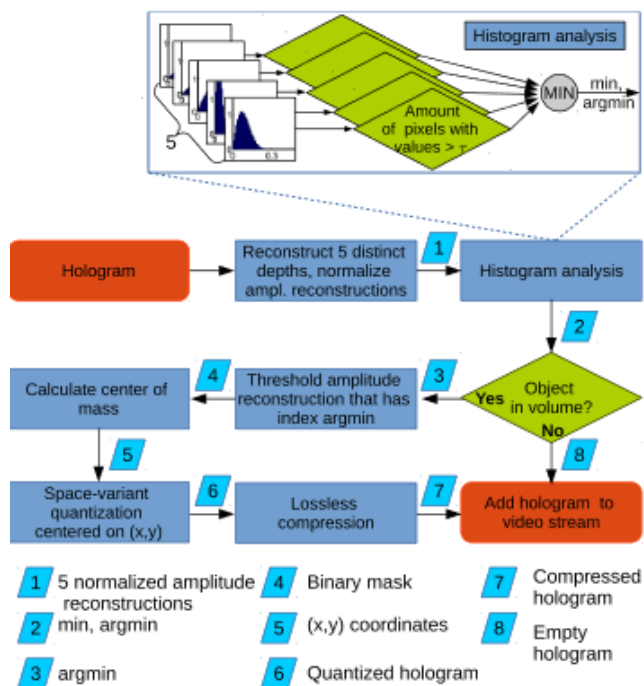 Histogram analysis
5
0
0.3
Amount
of pixels with
values > τ
MIN
min,
argmin
Hologram
Reconstruct 5 distinct
depths, normalize
ampl. reconstructions
1
Histogram analysis
2
Calculate center of
mass
4
Threshold amplitude
reconstruction that has
index argmin
3
Yes
Object
in volume?
No
5
8
Space-variant
quantization
centered on (x,y)
6
Lossless
compression
7
Add hologram to
video stream
1 5 normalized amplitude
reconstructions
2 min, argmin
3 argmin
4 Binary mask
5 (x,y) coordinates
6 Quantized hologram
7 Compressed
hologram
8 Empty
hologram